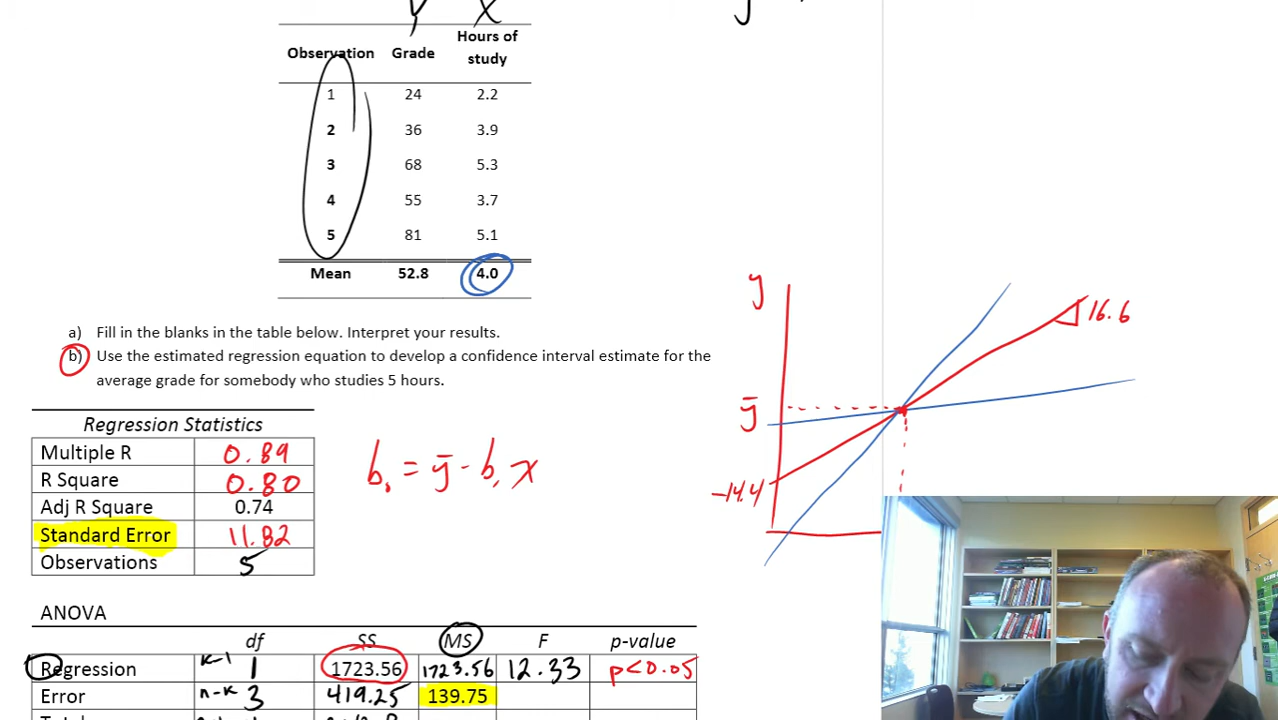 y x
y
Observation Grade Hours of study
1 24 2.2
2 36 3.9
3 68 5.3
4 55 3.7
5 81 5.1
Mean 52.8 4.0
a) Fill in the blanks in the table below. Interpret your results.
b) Use the estimated regression equation to develop a confidence interval estimate for the
average grade for somebody who studies 5 hours.
Regression Statistics
Multiple R 0.89
R Square 0.80
Adj R Square 0.74
Standard Error 11.82
Observations 5
b₀ = ȳ - b₁ x
y
16.6
ȳ
-14.4
ANOVA
df SS MS F p-value
Regression k-1 1 1723.56 1723.56 12.33 p<0.05
Error n-k 3 419.25 139.75